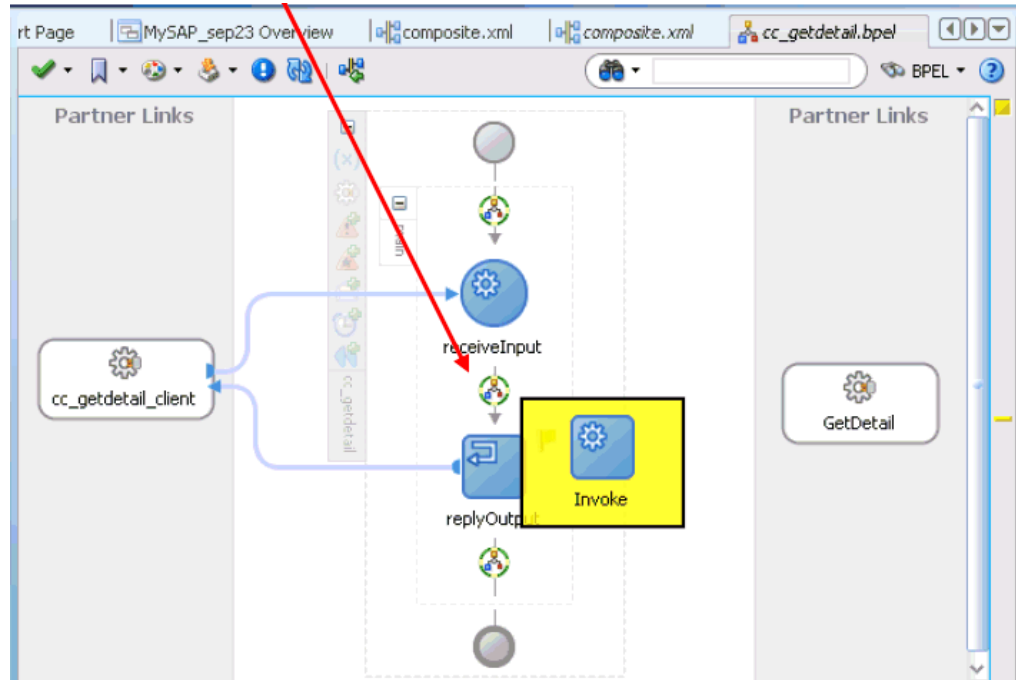 rt Page
MySAP_sep23 Overview
composite.xml
composite.xml
cc_getdetail.bpel
BPEL
Partner Links
Partner Links
main
receiveInput
cc_getdetail_client
cc_getdetail
GetDetail
Invoke
replyOutput